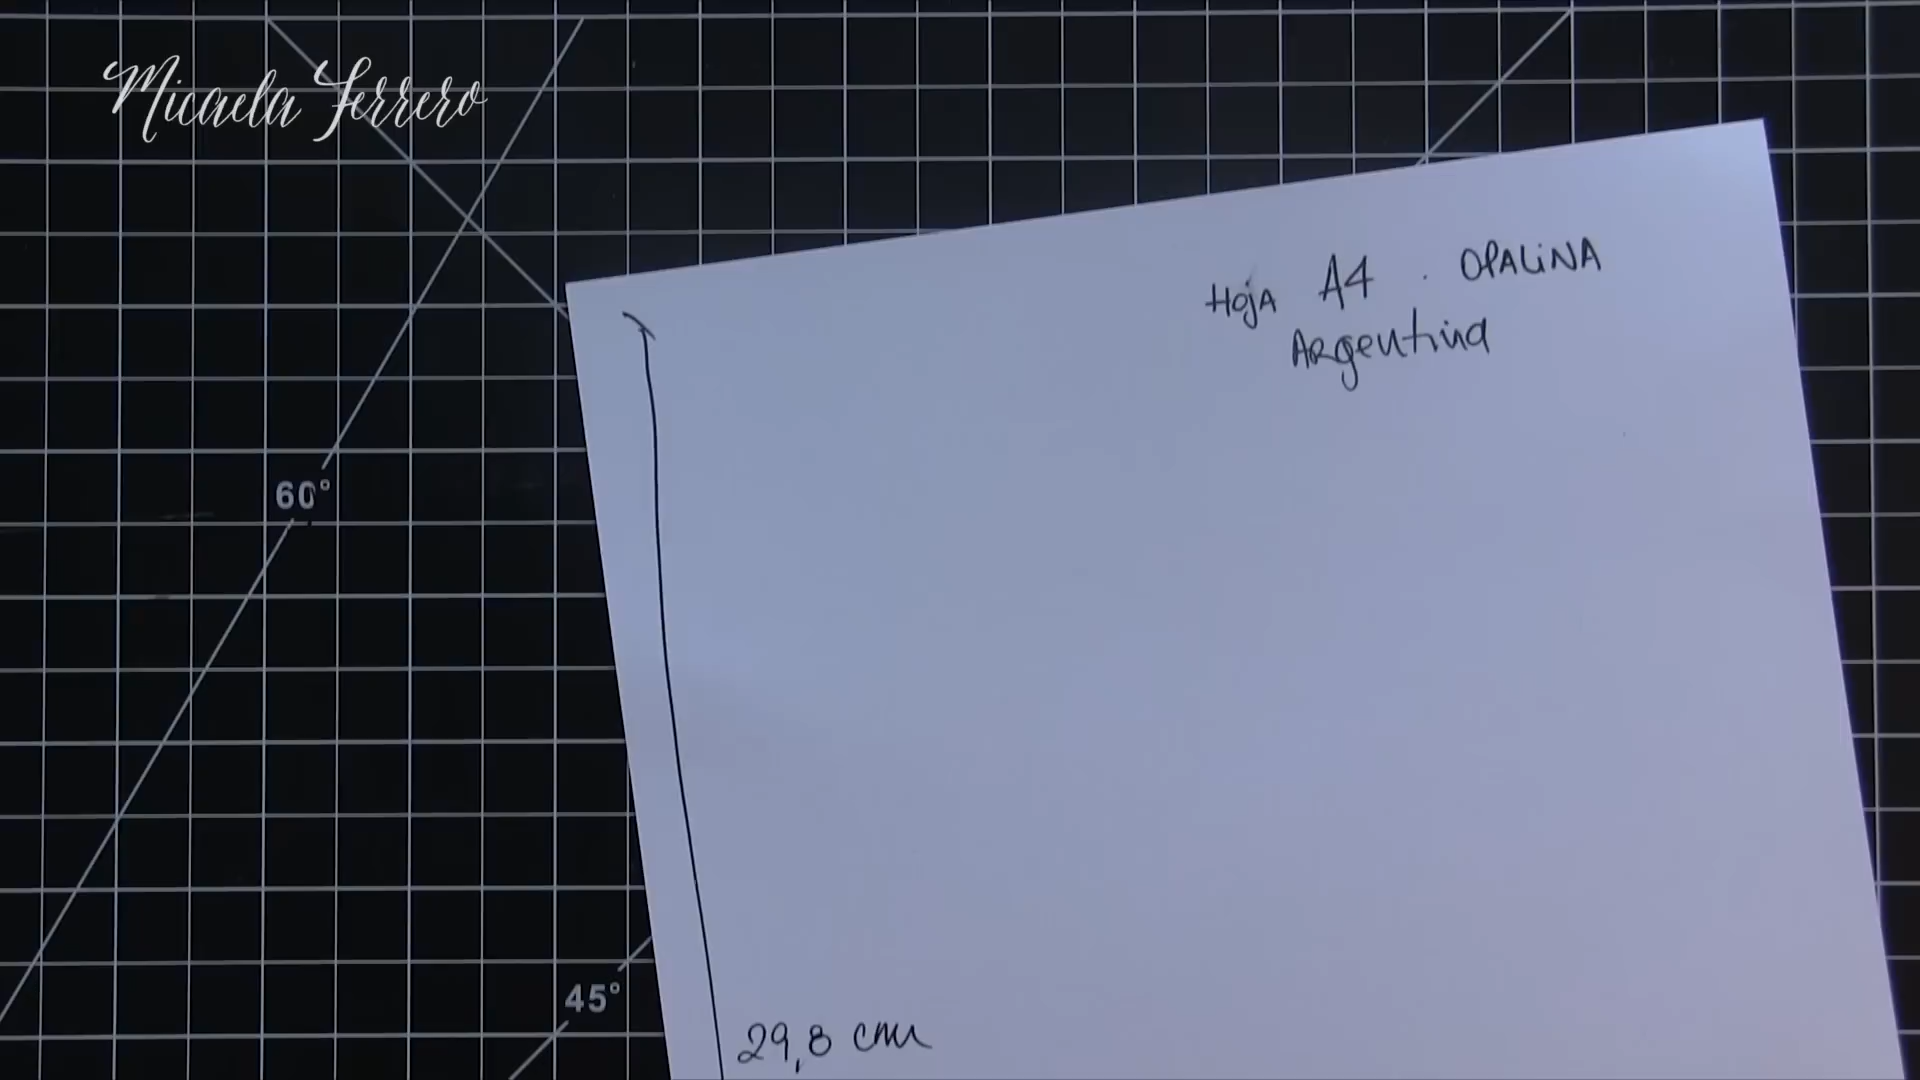 Micaela Ferrero
HOJA A4 . OPALINA
Argentina
60°
45°
29,8 cm